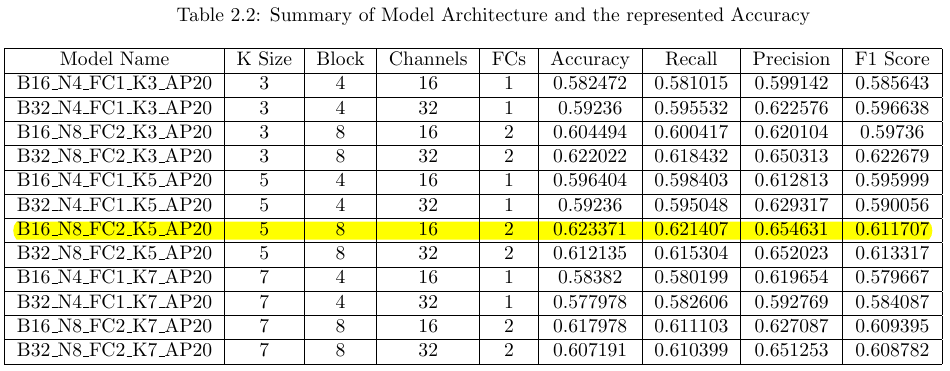 Table 2.2: Summary of Model Architecture and the represented Accuracy
Model Name K Size Block Channels FCs Accuracy Recall Precision F1 Score
B16_N4_FC1_K3_AP20 3 4 16 1 0.582472 0.581015 0.599142 0.585643
B32_N4_FC1_K3_AP20 3 4 32 1 0.59236 0.595532 0.622576 0.596638
B16_N8_FC2_K3_AP20 3 8 16 2 0.604494 0.600417 0.620104 0.59736
B32_N8_FC2_K3_AP20 3 8 32 2 0.622022 0.618432 0.650313 0.622679
B16_N4_FC1_K5_AP20 5 4 16 1 0.596404 0.598403 0.612813 0.595999
B32_N4_FC1_K5_AP20 5 4 32 1 0.59236 0.595048 0.629317 0.590056
B16_N8_FC2_K5_AP20 5 8 16 2 0.623371 0.621407 0.654631 0.611707
B32_N8_FC2_K5_AP20 5 8 32 2 0.612135 0.615304 0.652023 0.613317
B16_N4_FC1_K7_AP20 7 4 16 1 0.58382 0.580199 0.619654 0.579667
B32_N4_FC1_K7_AP20 7 4 32 1 0.577978 0.582606 0.592769 0.584087
B16_N8_FC2_K7_AP20 7 8 16 2 0.617978 0.611103 0.627087 0.609395
B32_N8_FC2_K7_AP20 7 8 32 2 0.607191 0.610399 0.651253 0.608782